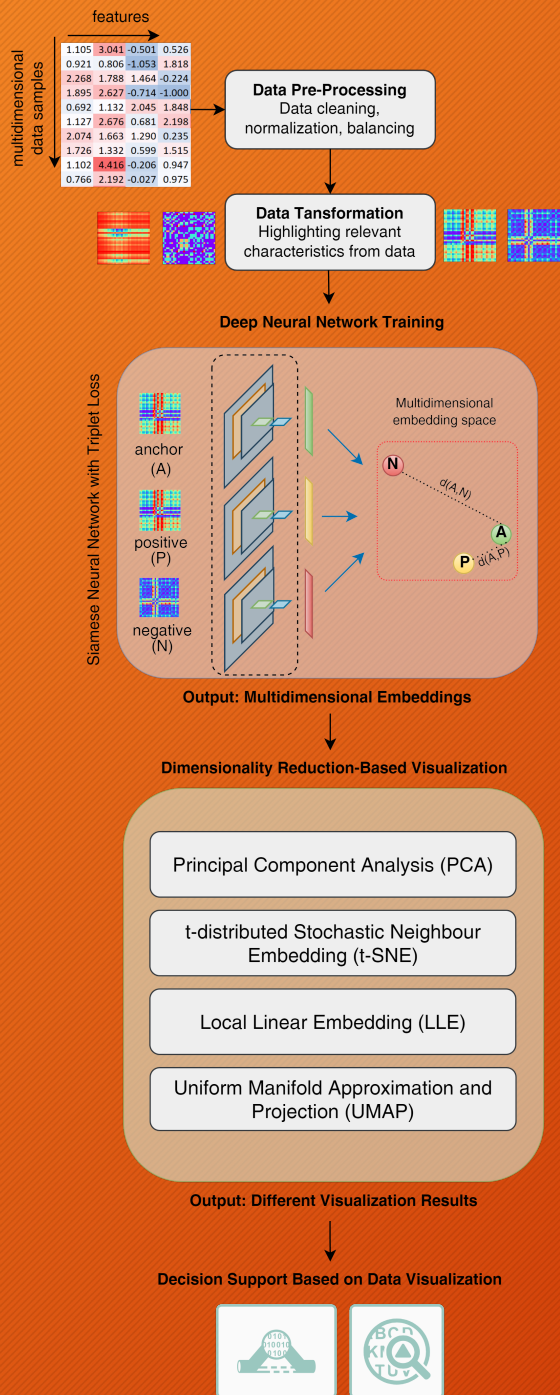 features
multidimensional
data samples
1.105 3.041 -0.501 0.526
0.921 0.806 -1.053 1.818
2.268 1.788 1.464 -0.224
1.895 2.627 -0.714 -1.000
0.692 1.132 2.045 1.848
1.127 2.676 0.681 2.198
2.074 1.663 1.290 0.235
1.726 1.332 0.599 1.515
1.102 4.416 -0.206 0.947
0.766 2.192 -0.027 0.975
Data Pre-Processing
Data cleaning,
normalization, balancing
Data Tansformation
Highlighting relevant
characteristics from data
Deep Neural Network Training
Siamese Neural Network with Triplet Loss
anchor
(A)
positive
(P)
negative
(N)
Multidimensional
embedding space
N
d(A,N)
A
P
d(A,P)
Output: Multidimensional Embeddings
Dimensionality Reduction-Based Visualization
Principal Component Analysis (PCA)
t-distributed Stochastic Neighbour
Embedding (t-SNE)
Local Linear Embedding (LLE)
Uniform Manifold Approximation and
Projection (UMAP)
Output: Different Visualization Results
Decision Support Based on Data Visualization